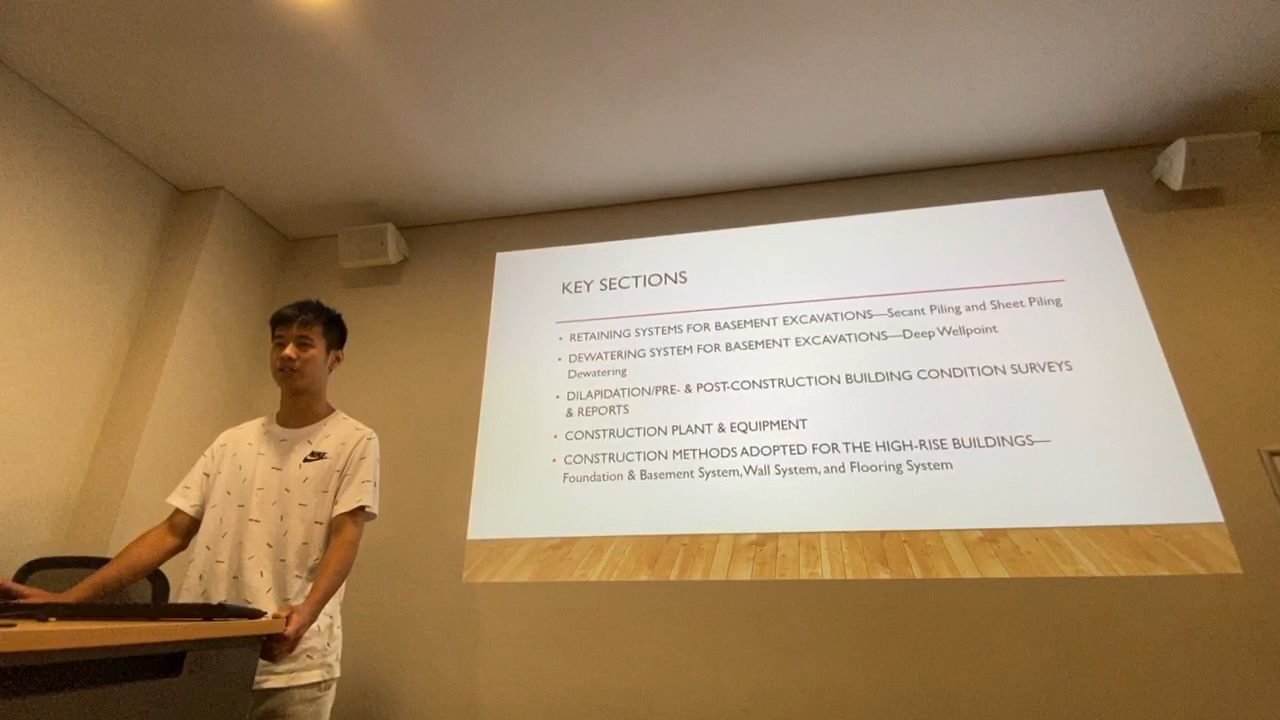 KEY SECTIONS
• RETAINING SYSTEMS FOR BASEMENT EXCAVATIONS—Secant Piling and Sheet Piling
• DEWATERING SYSTEM FOR BASEMENT EXCAVATIONS—Deep Wellpoint
Dewatering
• DILAPIDATION/PRE- & POST-CONSTRUCTION BUILDING CONDITION SURVEYS
& REPORTS
• CONSTRUCTION PLANT & EQUIPMENT
• CONSTRUCTION METHODS ADOPTED FOR THE HIGH-RISE BUILDINGS—
Foundation & Basement System, Wall System, and Flooring System
NIKE